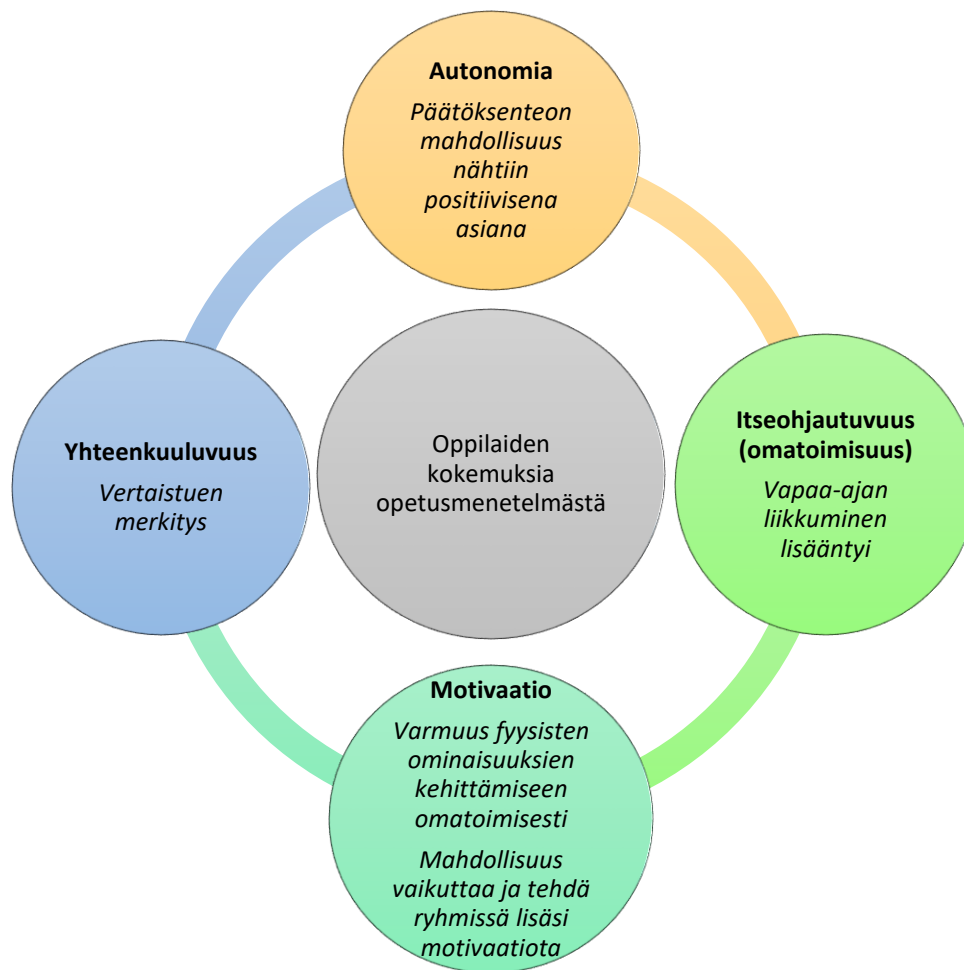 Autonomia
Päätöksenteon
mahdollisuus
nähtiin
positiivisena
asiana
Yhteenkuuluvuus
Vertaistuen
merkitys
Oppilaiden
kokemuksia
opetusmenetelmästä
Itseohjautuvuus
(omatoimisuus)
Vapaa-ajan
liikkuminen
lisääntyi
Motivaatio
Varmuus fyysisten
ominaisuuksien
kehittämiseen
omatoimisesti
Mahdollisuus
vaikuttaa ja tehdä
ryhmissä lisäsi
motivaatiota